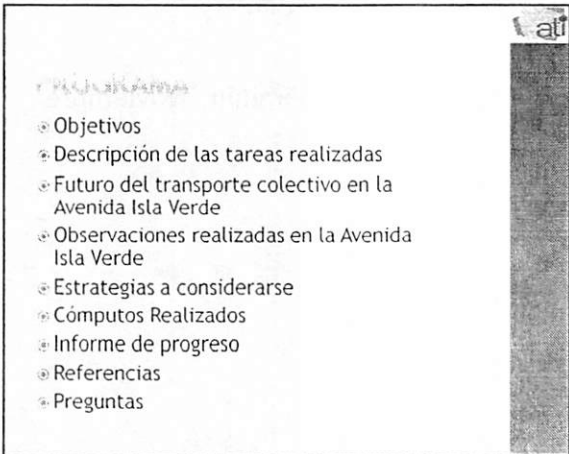 ati
Objetivos
Descripción de las tareas realizadas
Futuro del transporte colectivo en la
Avenida Isla Verde
Observaciones realizadas en la Avenida
Isla Verde
Estrategias a considerarse
Cómputos Realizados
Informe de progreso
Referencias
Preguntas